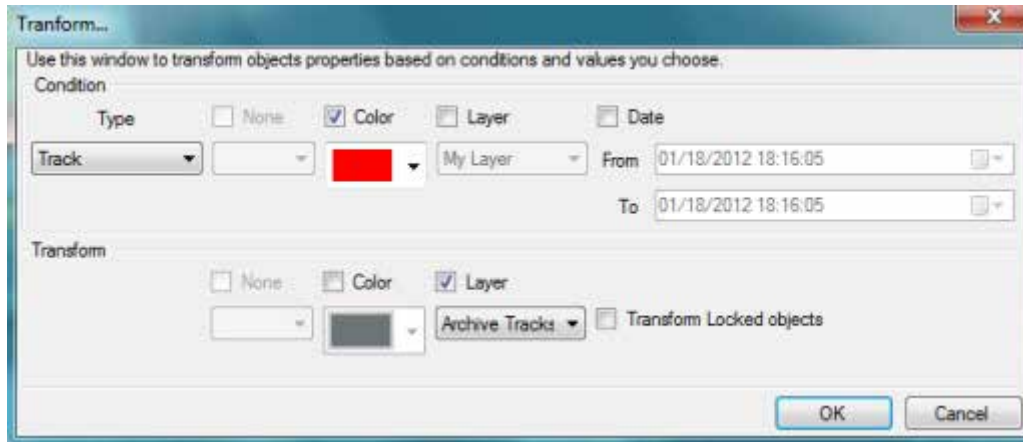 Tranform...
Use this window to transform objects properties based on conditions and values you choose.
Condition
Type None Color Layer Date
Track My Layer From 01/18/2012 18:16:05
To 01/18/2012 18:16:05
Transform
None Color Layer
Archive Tracks Transform Locked objects
OK Cancel